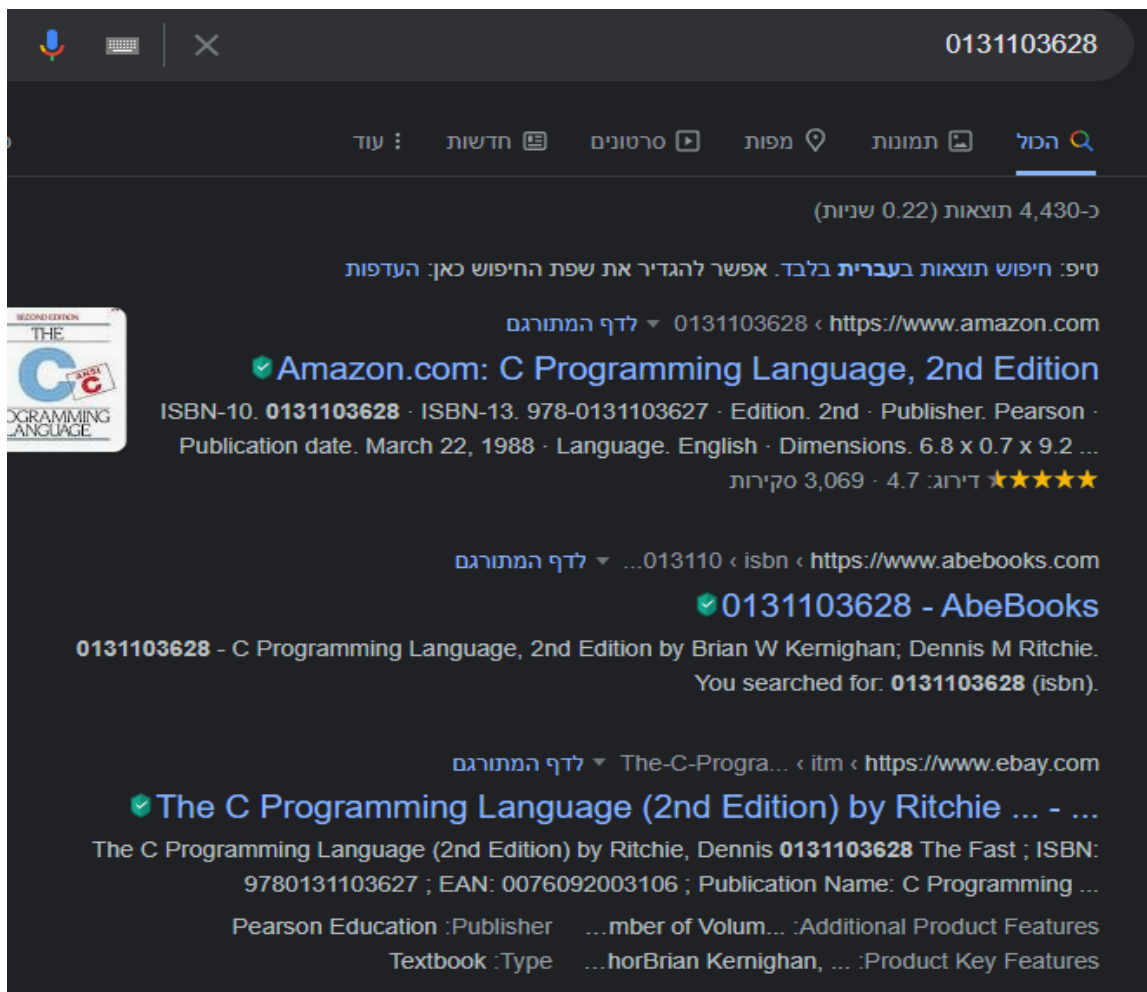 0131103628
הכול תמונות מפות סרטונים חדשות עוד
כ-4,430 תוצאות (0.22 שניות)
טיפ: חיפוש תוצאות בעברית בלבד. אפשר להגדיר את שפת החיפוש כאן: העדפות
https://www.amazon.com › 0131103628 לדף המתורגם
Amazon.com: C Programming Language, 2nd Edition
ISBN-10. 0131103628 · ISBN-13. 978-0131103627 · Edition. 2nd · Publisher. Pearson ·
Publication date. March 22, 1988 · Language. English · Dimensions. 6.8 x 0.7 x 9.2 ...
דירוג: 4.7 · 3,069 סקירות
SECOND EDITION
THE
C
ANSI
C
OGRAMMING
ANGUAGE
https://www.abebooks.com › isbn › 013110... לדף המתורגם
0131103628 - AbeBooks
0131103628 - C Programming Language, 2nd Edition by Brian W Kernighan; Dennis M Ritchie.
You searched for: 0131103628 (isbn).
https://www.ebay.com › itm › The-C-Progra... לדף המתורגם
The C Programming Language (2nd Edition) by Ritchie ... - ...
The C Programming Language (2nd Edition) by Ritchie, Dennis 0131103628 The Fast ; ISBN:
9780131103627 ; EAN: 0076092003106 ; Publication Name: C Programming ...
Additional Product Features: ...mber of Volum... Publisher: Pearson Education
Product Key Features: ...horBrian Kernighan, ... Type: Textbook